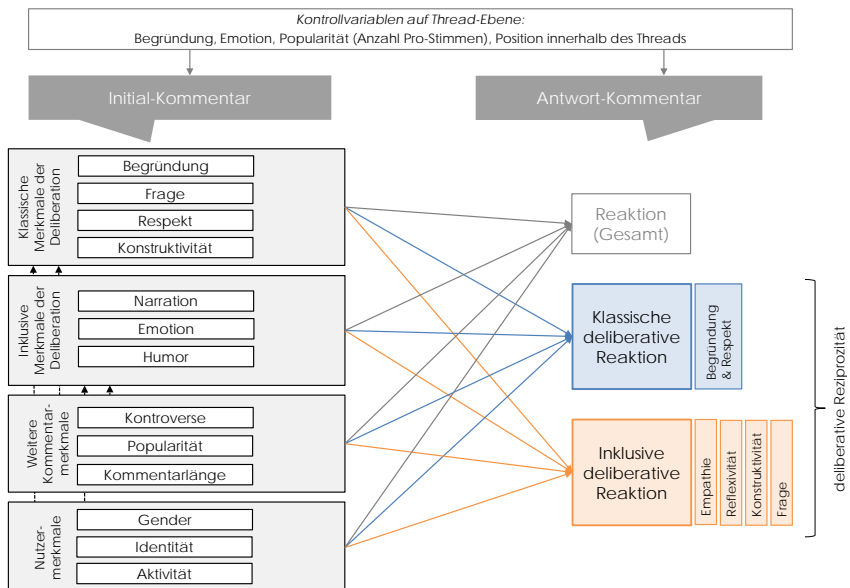 Kontrollvariablen auf Thread-Ebene:
Begründung, Emotion, Popularität (Anzahl Pro-Stimmen), Position innerhalb des Threads
Initial-Kommentar
Antwort-Kommentar
Klassische
Merkmale der
Deliberation
Begründung
Frage
Respekt
Konstruktivität
Inklusive
Merkmale der
Deliberation
Narration
Emotion
Humor
Weitere
Kommentar-
merkmale
Kontroverse
Popularität
Kommentarlänge
Nutzer-
merkmale
Gender
Identität
Aktivität
Reaktion
(Gesamt)
Klassische
deliberative
Reaktion
Begründung
& Respekt
Inklusive
deliberative
Reaktion
Empathie
Reflexivität
Konstruktivität
Frage
deliberative Reziprozität